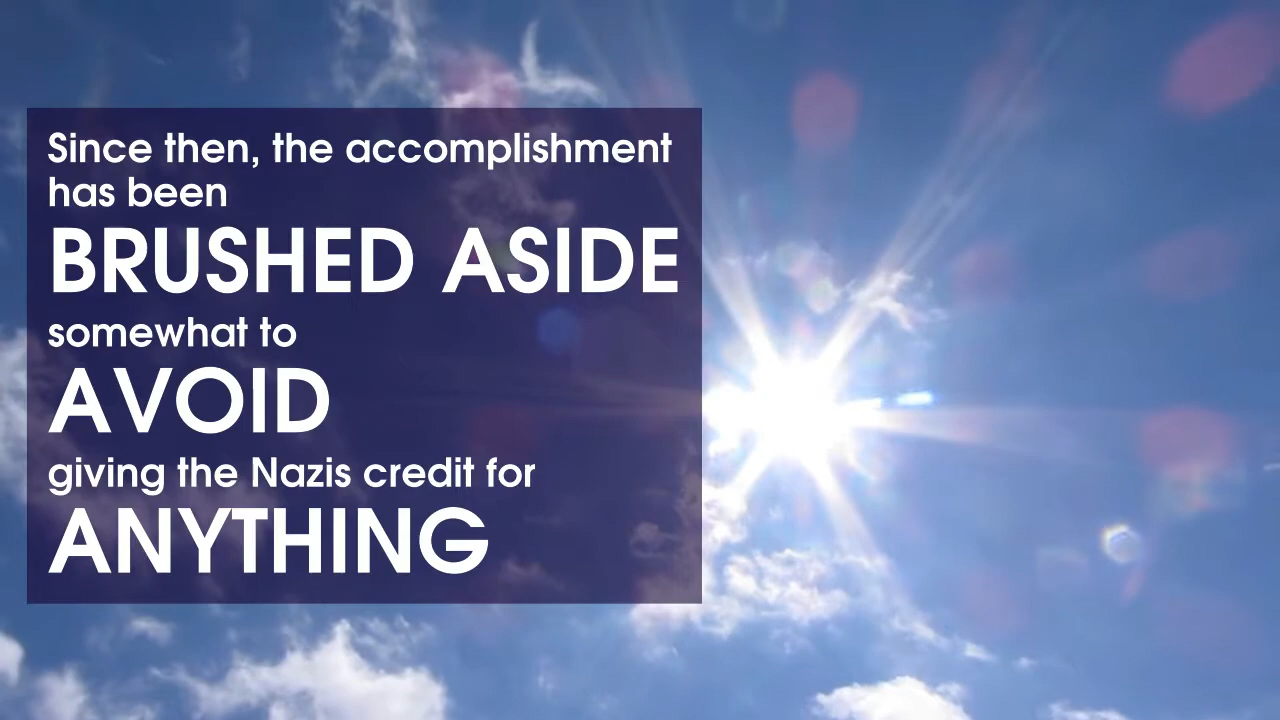 Since then, the accomplishment
has been
BRUSHED ASIDE
somewhat to
AVOID
giving the Nazis credit for
ANYTHING